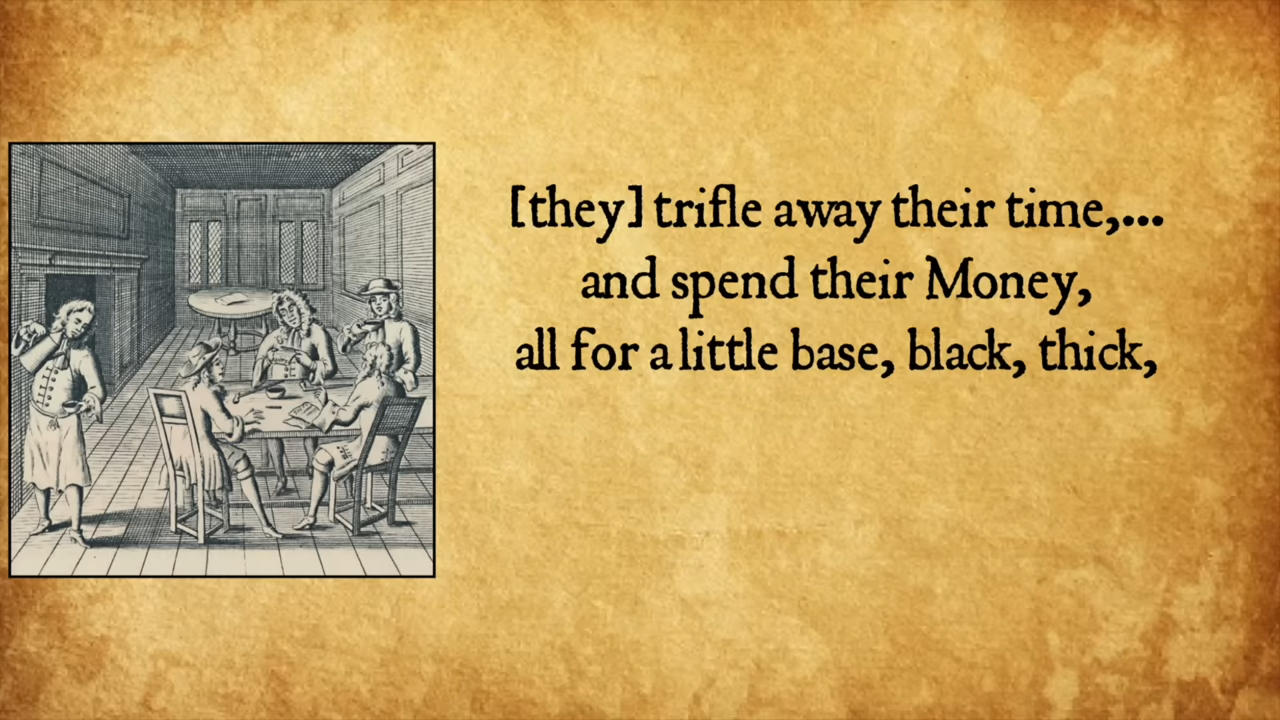 [they] trifle away their time,...
and spend their Money,
all for a little base, black, thick,